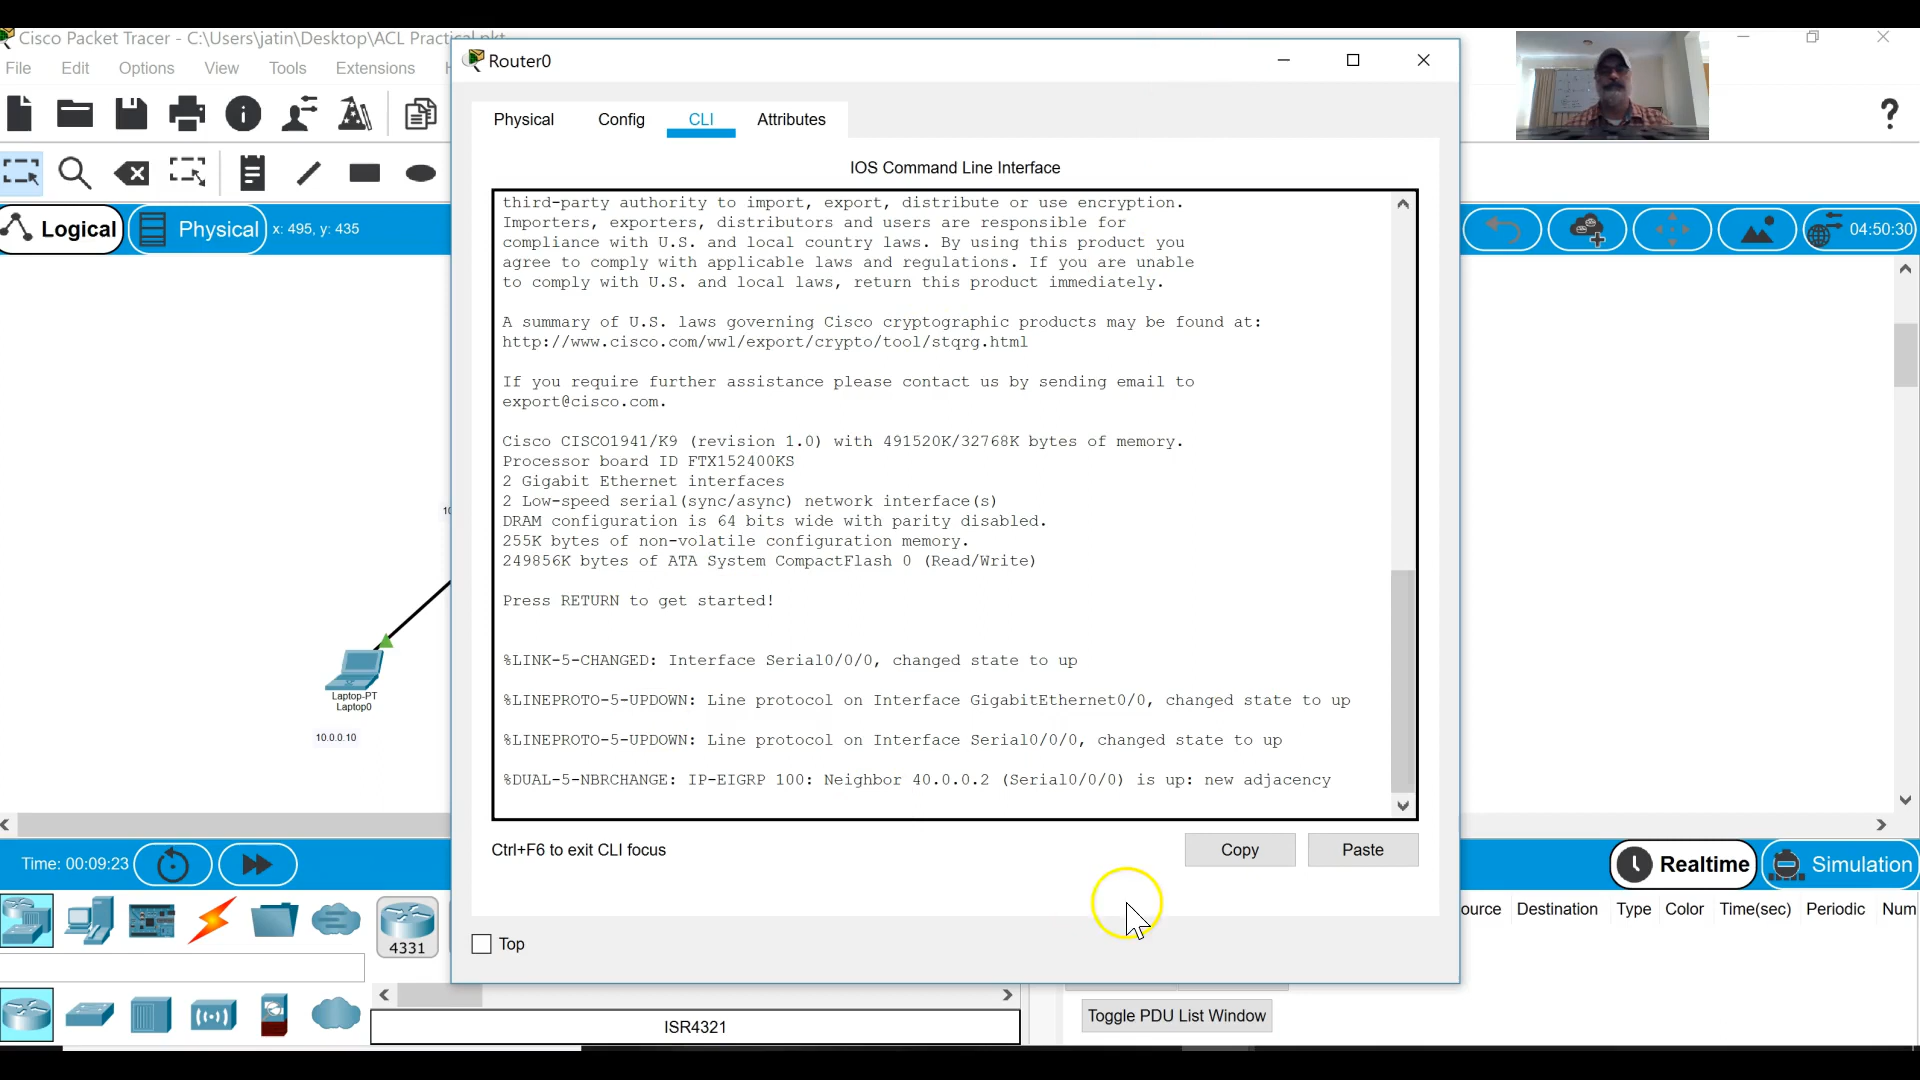 Cisco Packet Tracer - C:\Users\jatin\Desktop\ACL Practical.pkt
File Edit Options View Tools Extensions
Router0
Physical Config CLI Attributes
IOS Command Line Interface
Logical Physical x: 495, y: 435
04:50:30
third-party authority to import, export, distribute or use encryption.
Importers, exporters, distributors and users are responsible for
compliance with U.S. and local country laws. By using this product you
agree to comply with applicable laws and regulations. If you are unable
to comply with U.S. and local laws, return this product immediately.
A summary of U.S. laws governing Cisco cryptographic products may be found at:
http://www.cisco.com/wwl/export/crypto/tool/stqrg.html
If you require further assistance please contact us by sending email to
export@cisco.com.
Cisco CISCO1941/K9 (revision 1.0) with 491520K/32768K bytes of memory.
Processor board ID FTX152400KS
2 Gigabit Ethernet interfaces
2 Low-speed serial(sync/async) network interface(s)
DRAM configuration is 64 bits wide with parity disabled.
255K bytes of non-volatile configuration memory.
249856K bytes of ATA System CompactFlash 0 (Read/Write)
Press RETURN to get started!
%LINK-5-CHANGED: Interface Serial0/0/0, changed state to up
%LINEPROTO-5-UPDOWN: Line protocol on Interface GigabitEthernet0/0, changed state to up
%LINEPROTO-5-UPDOWN: Line protocol on Interface Serial0/0/0, changed state to up
%DUAL-5-NBRCHANGE: IP-EIGRP 100: Neighbor 40.0.0.2 (Serial0/0/0) is up: new adjacency
10
Laptop-PT
Laptop0
10.0.0.10
Ctrl+F6 to exit CLI focus
Copy Paste
Top
Time: 00:09:23
Realtime Simulation
ource Destination Type Color Time(sec) Periodic Num
4331
ISR4321
Toggle PDU List Window